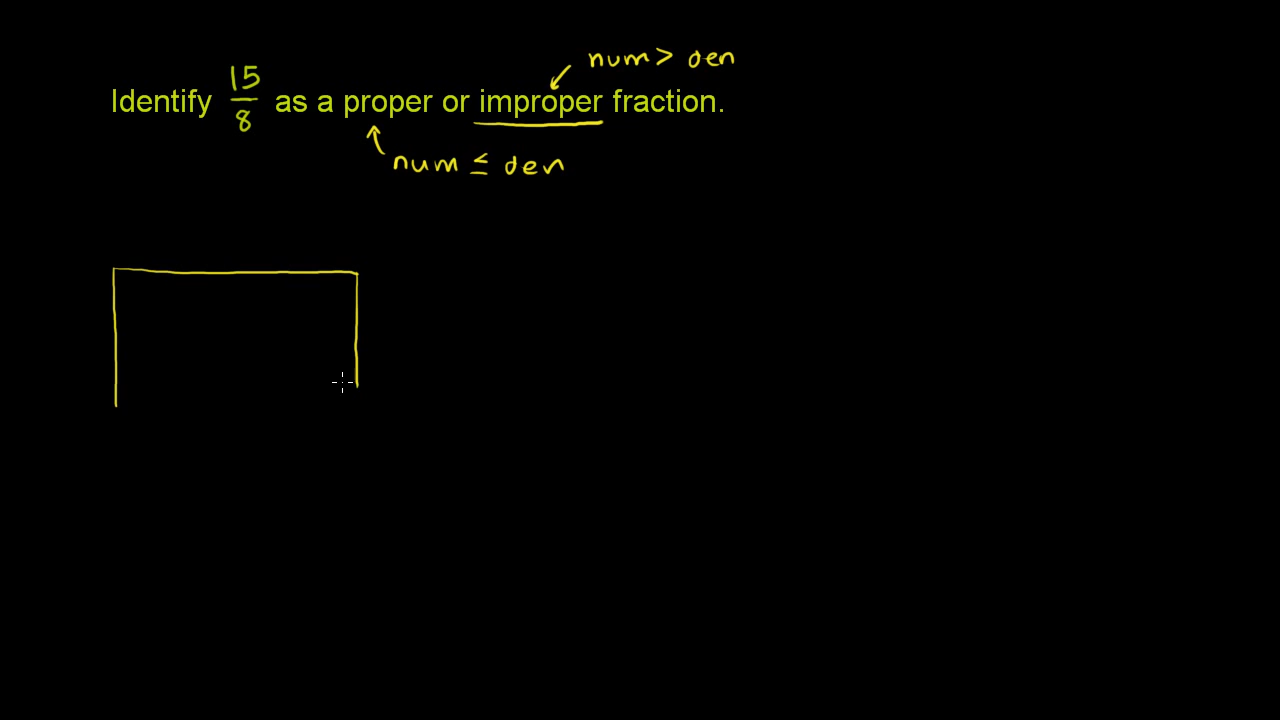 num > den
Identify 15/8 as a proper or improper fraction.
num ≤ den